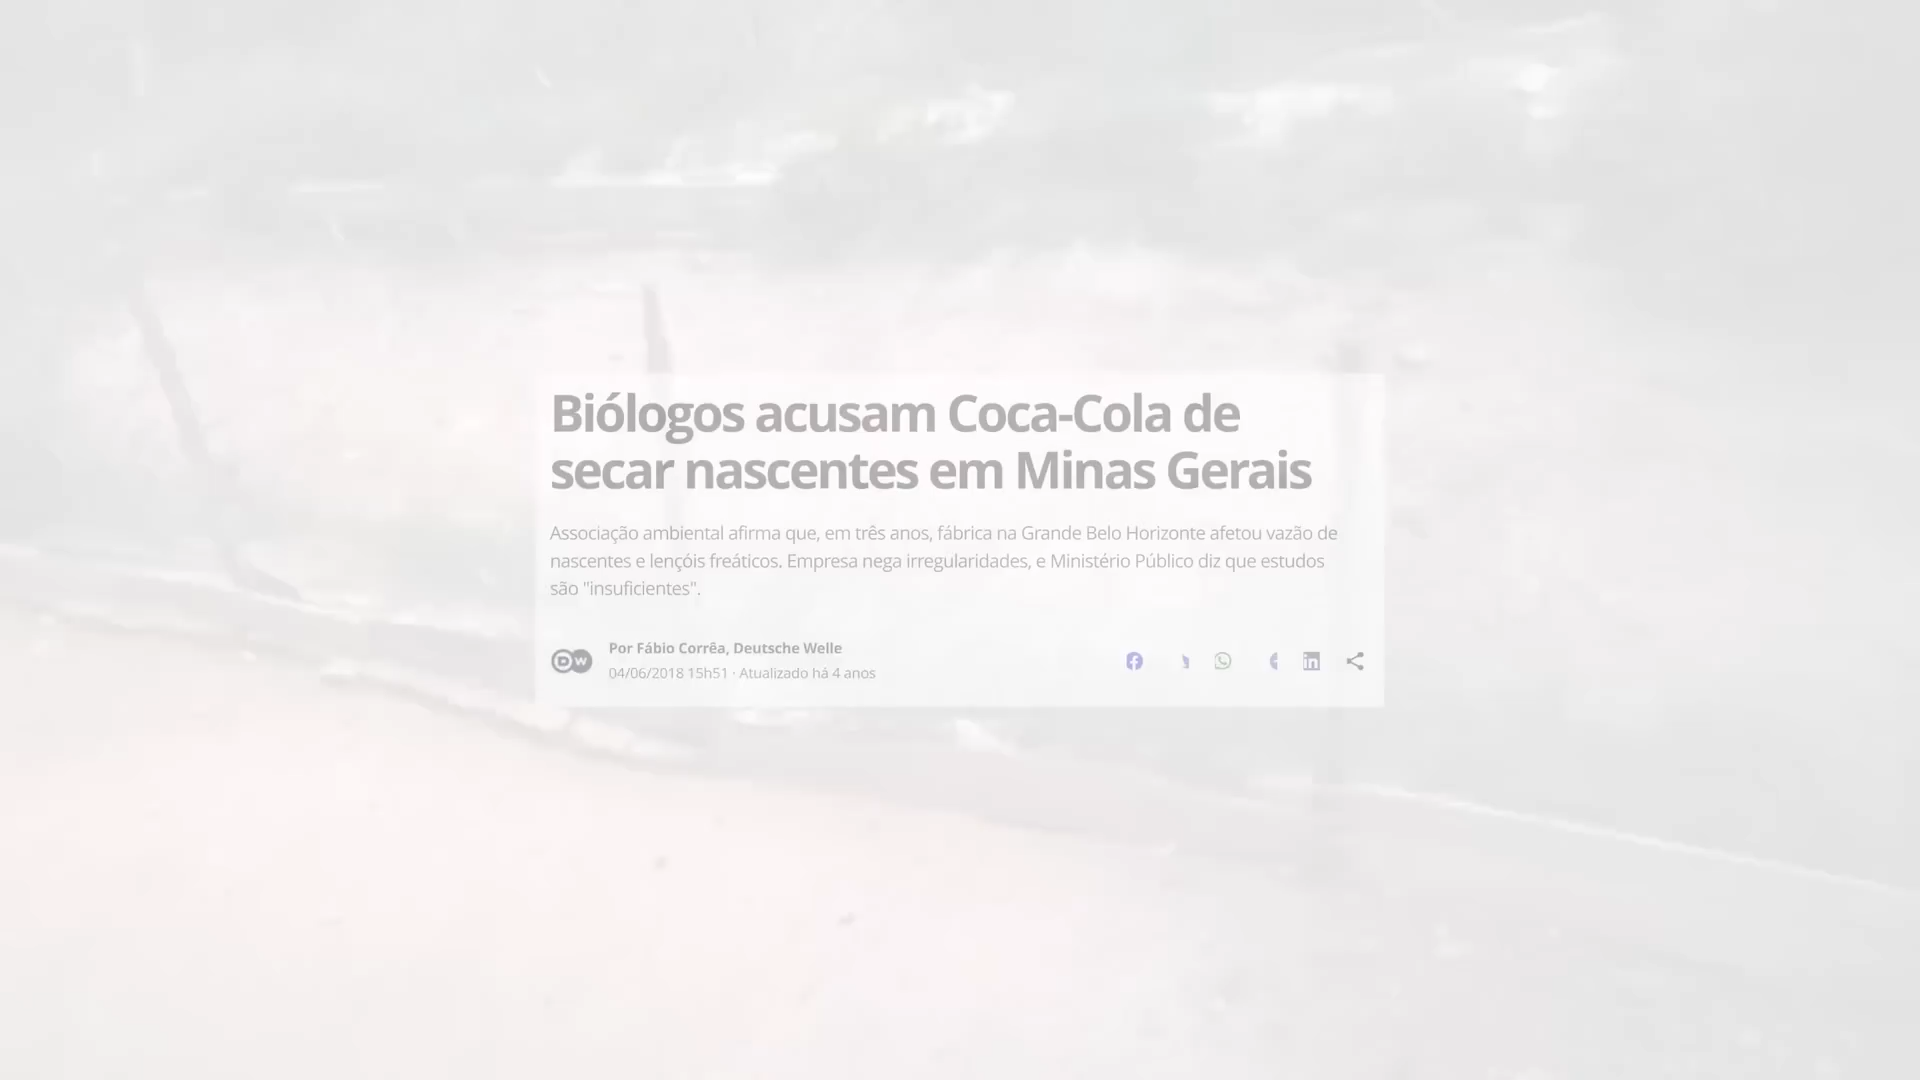 Biólogos acusam Coca-Cola de
secar nascentes em Minas Gerais
Associação ambiental afirma que, em três anos, fábrica na Grande Belo Horizonte afetou vazão de
nascentes e lençóis freáticos. Empresa nega irregularidades, e Ministério Público diz que estudos
são "insuficientes".
DW
Por Fábio Corrêa, Deutsche Welle
04/06/2018 15h51 · Atualizado há 4 anos